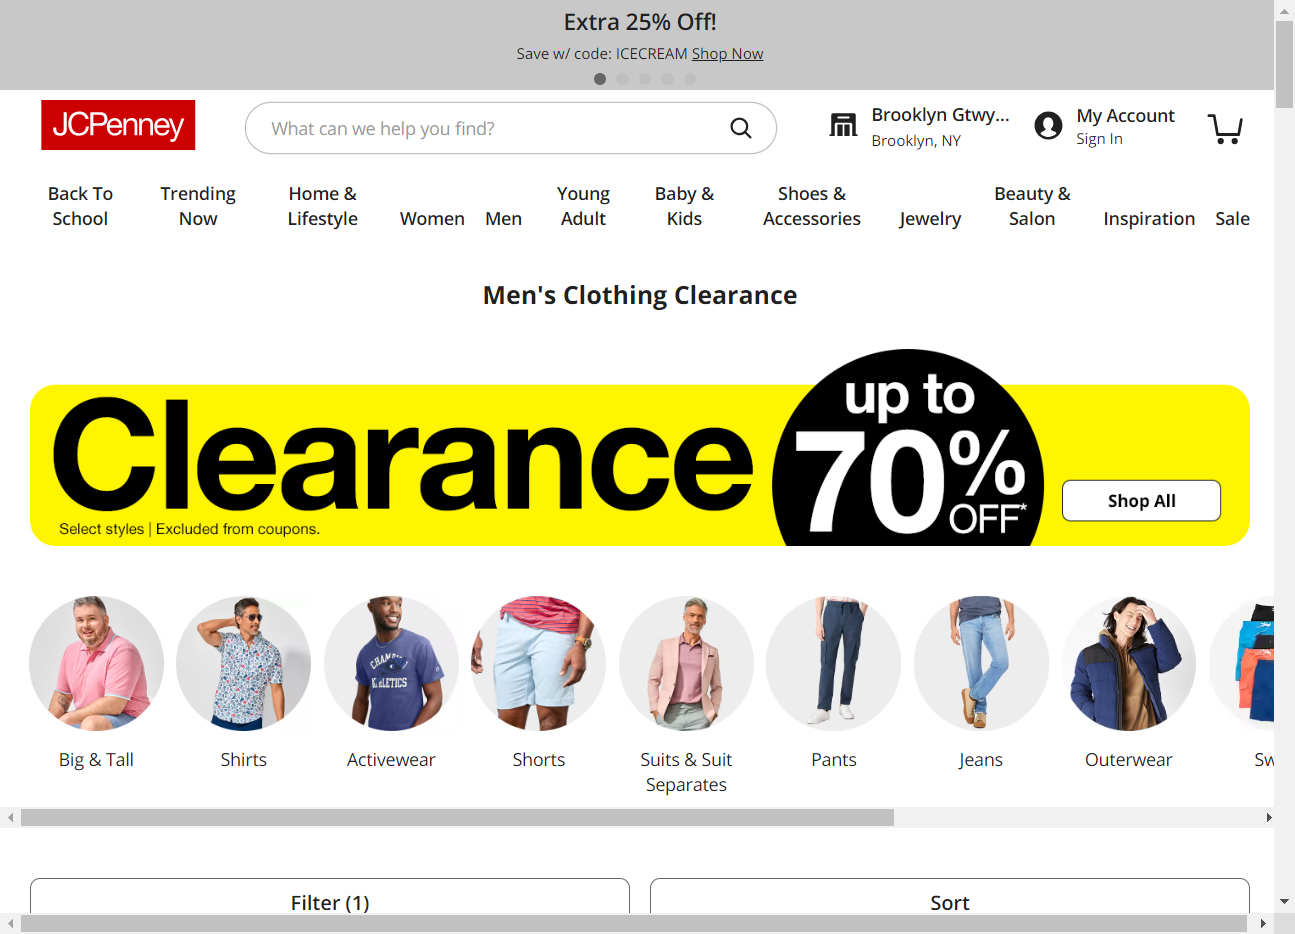 Extra 25% Off!
Save w/ code: ICECREAM Shop Now
JCPenney
What can we help you find?
Brooklyn Gtwy...
Brooklyn, NY
My Account
Sign In
Back To School
Trending Now
Home & Lifestyle
Women
Men
Young Adult
Baby & Kids
Shoes & Accessories
Jewelry
Beauty & Salon
Inspiration
Sale
Men's Clothing Clearance
Clearance
Select styles | Excluded from coupons.
up to
70%
OFF*
Shop All
Big & Tall
Shirts
Activewear
Shorts
Suits & Suit
Separates
Pants
Jeans
Outerwear
Filter (1)
Sort